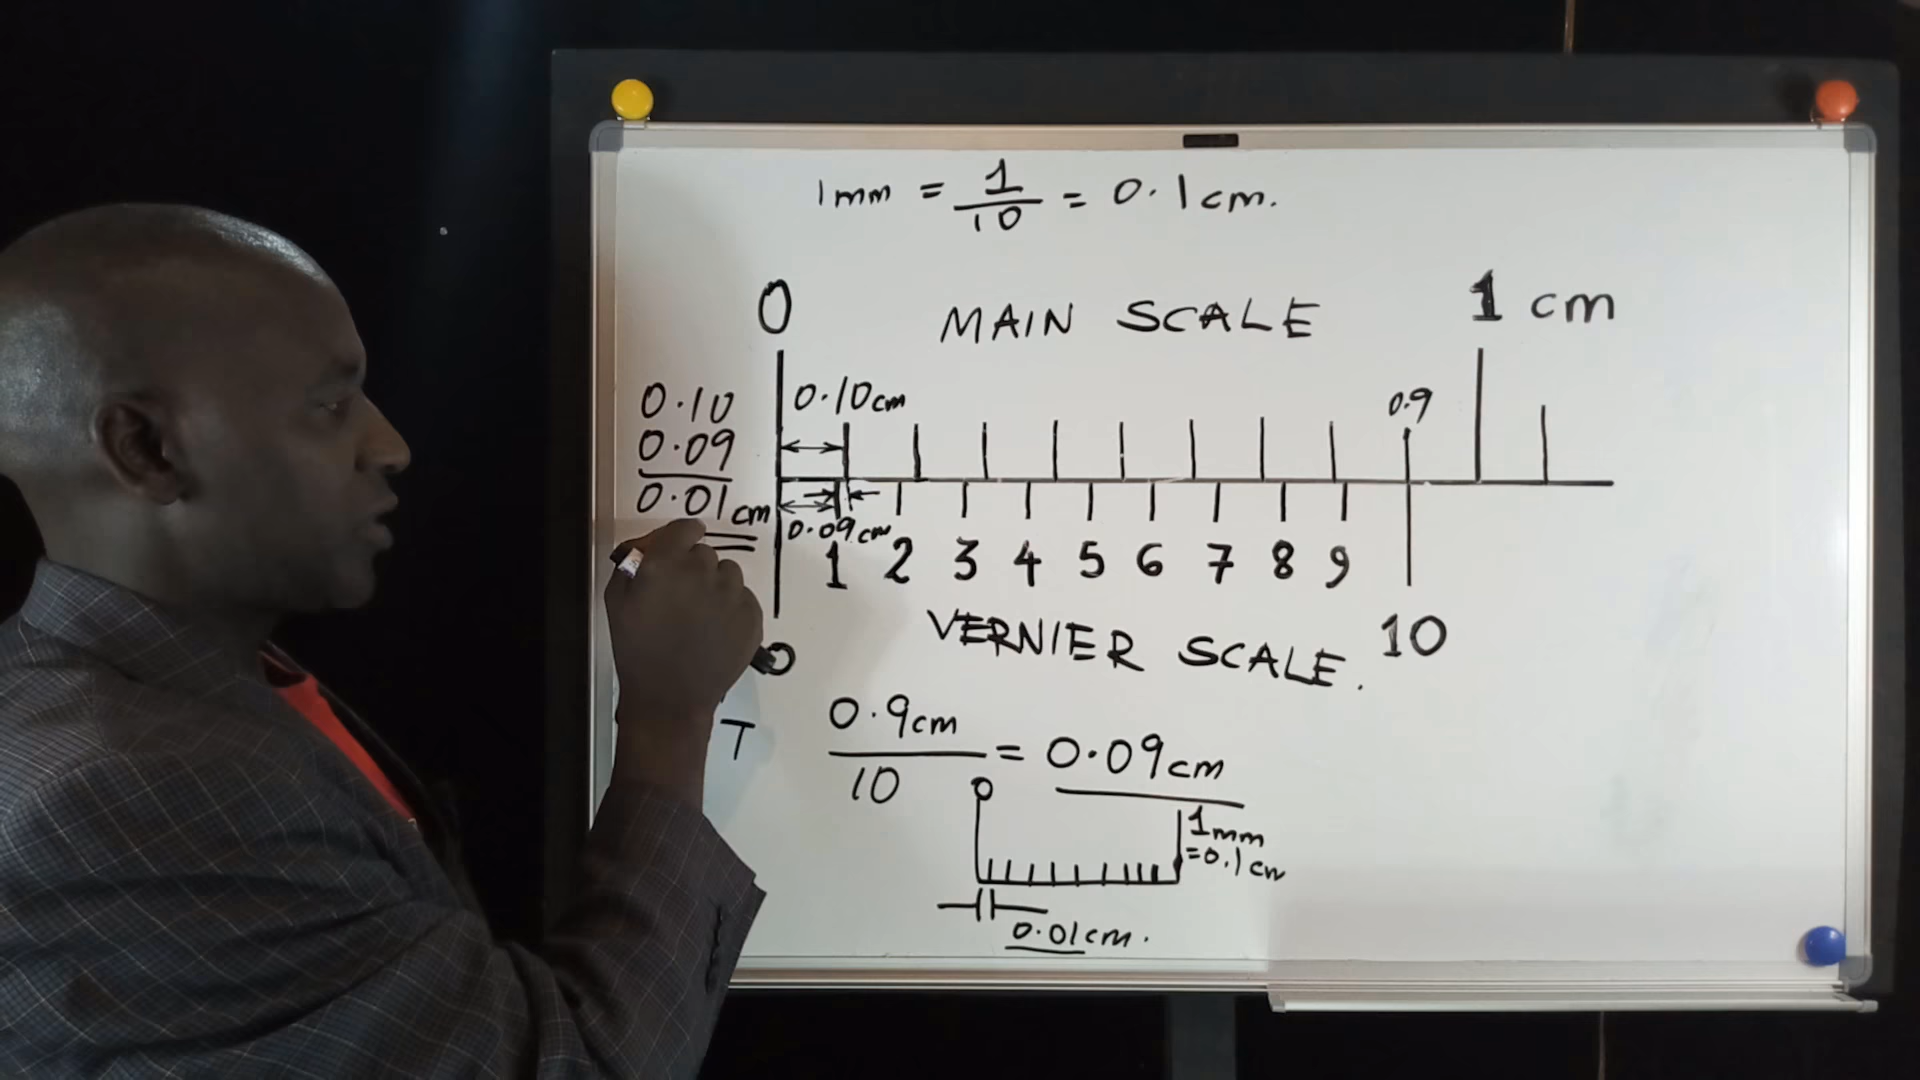 1mm = 1/10 = 0.1cm.
0 MAIN SCALE 1 cm
0.10 0.10cm 0.9
0.09
0.01cm 0.09cm
1 2 3 4 5 6 7 8 9
0 VERNIER SCALE. 10
T 0.9cm/10 = 0.09cm
0 1mm
=0.1cm
0.01cm.